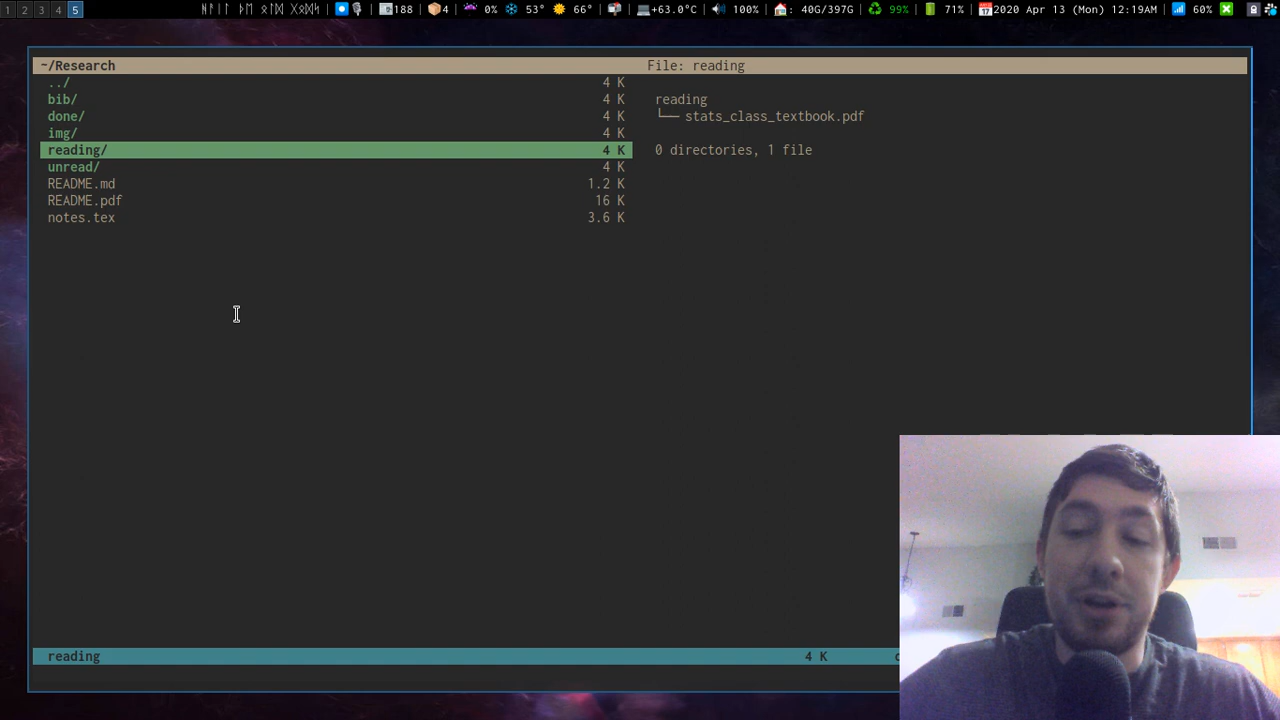 1 2 3 4 5 188 4 0% 53° 66° +63.0°C 100% : 40G/397G 99% 71% 2020 Apr 13 (Mon) 12:19AM 60%
~/Research File: reading
../ 4 K
bib/ 4 K reading
done/ 4 K └── stats_class_textbook.pdf
img/ 4 K
reading/ 4 K 0 directories, 1 file
unread/ 4 K
README.md 1.2 K
README.pdf 16 K
notes.tex 3.6 K
reading 4 K